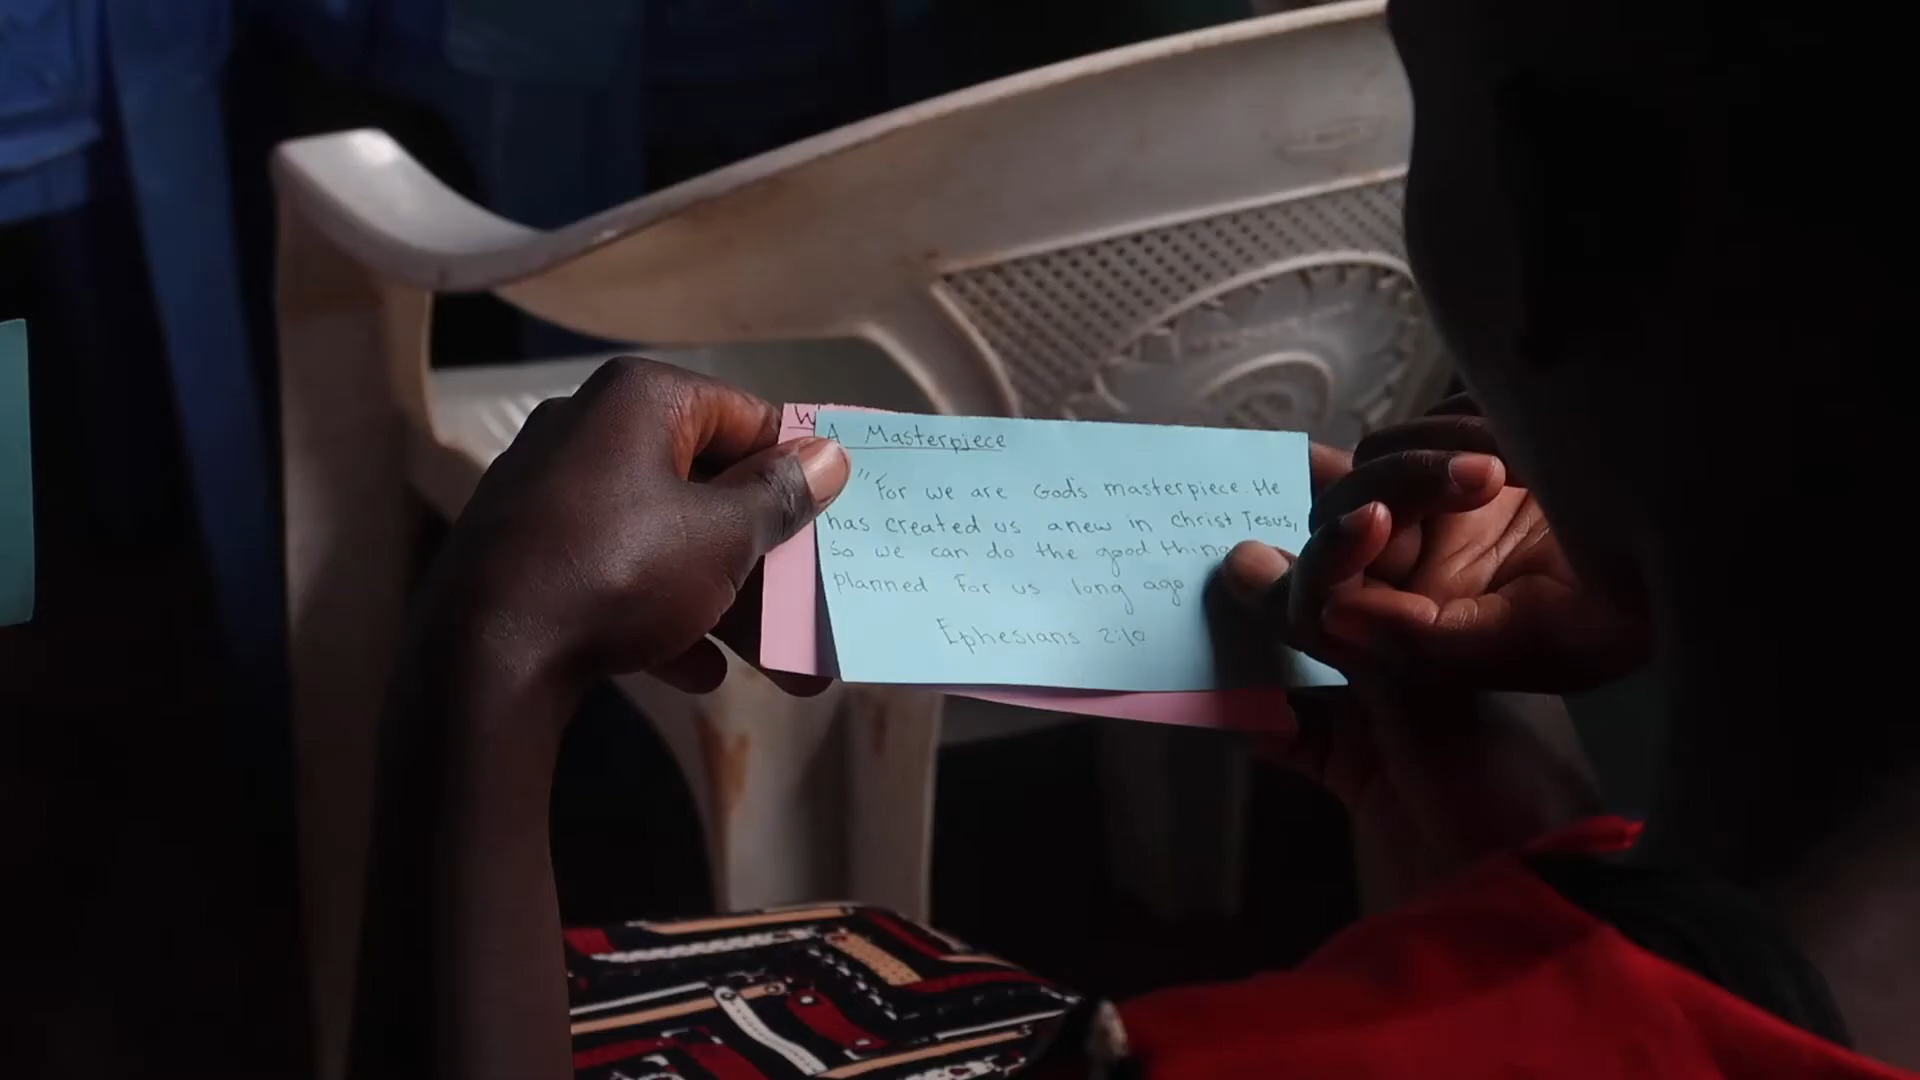 W
A Masterpiece
"For we are God's masterpiece. He
has created us anew in Christ Jesus,
So we can do the good thing
planned For us long ago
Ephesians 2:10